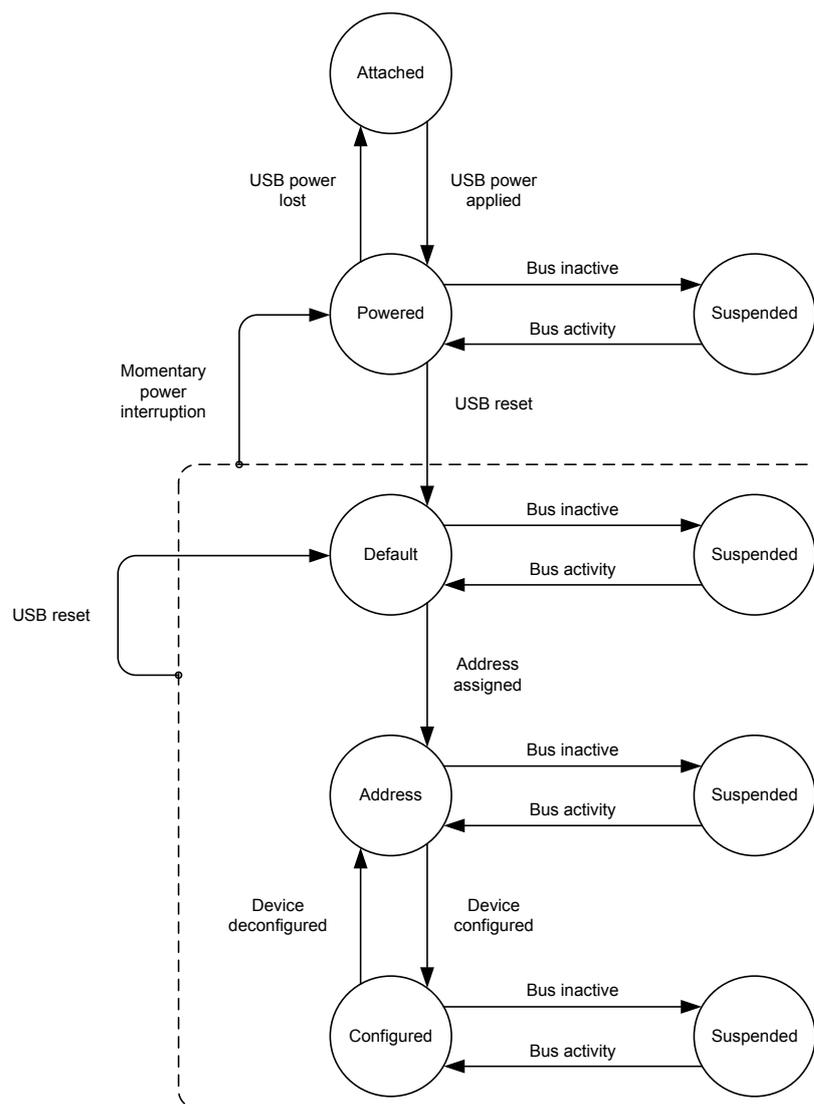 Attached
USB power
lost
USB power
applied
Bus inactive
Powered
Suspended
Bus activity
Momentary
power
interruption
USB reset
Bus inactive
Default
Suspended
Bus activity
USB reset
Address
assigned
Bus inactive
Address
Suspended
Bus activity
Device
deconfigured
Device
configured
Bus inactive
Configured
Suspended
Bus activity